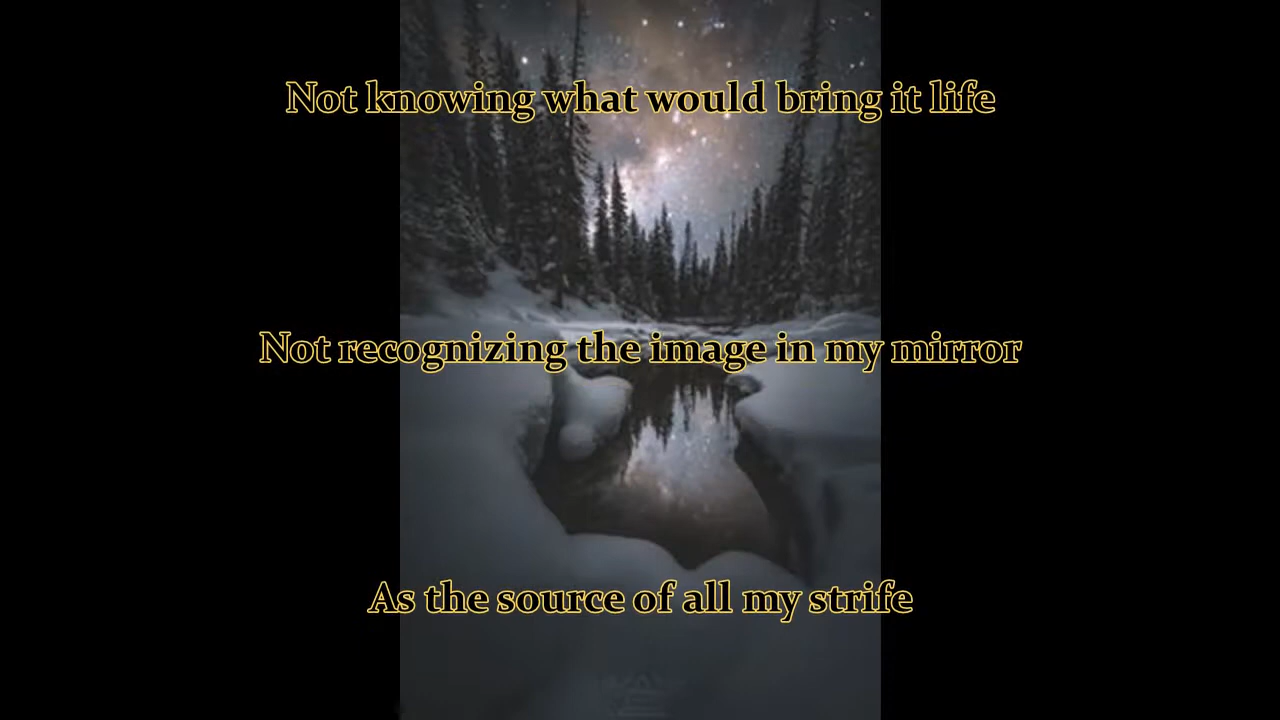 Not knowing what would bring it life
Not recognizing the image in my mirror
As the source of all my strife